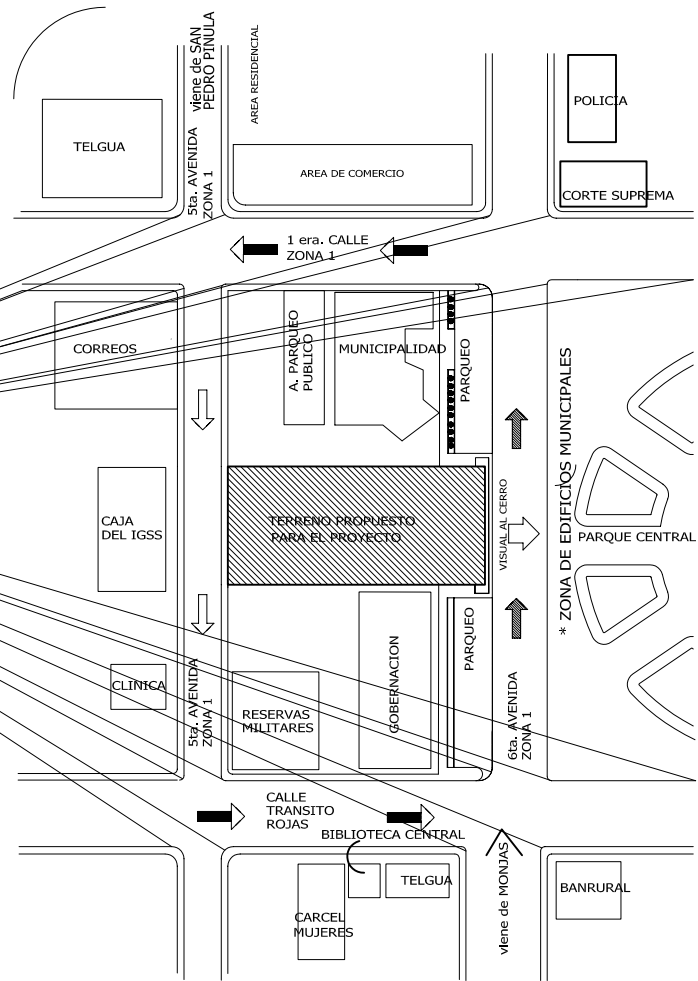 viene de SAN
PEDRO PINULA
AREA RESIDENCIAL
POLICIA
TELGUA
5ta. AVENIDA
ZONA 1
AREA DE COMERCIO
CORTE SUPREMA
1 era. CALLE
ZONA 1
CORREOS
A. PARQUEO
PUBLICO
MUNICIPALIDAD
PARQUEO
* ZONA DE EDIFICIOS MUNICIPALES
CAJA
DEL IGSS
TERRENO PROPUESTO
PARA EL PROYECTO
VISUAL AL CERRO
PARQUE CENTRAL
CLINICA
5ta. AVENIDA
ZONA 1
RESERVAS
MILITARES
GOBERNACION
PARQUEO
6ta. AVENIDA
ZONA 1
CALLE
TRANSITO
ROJAS
BIBLIOTECA CENTRAL
TELGUA
CARCEL
MUJERES
viene de MONJAS
BANRURAL